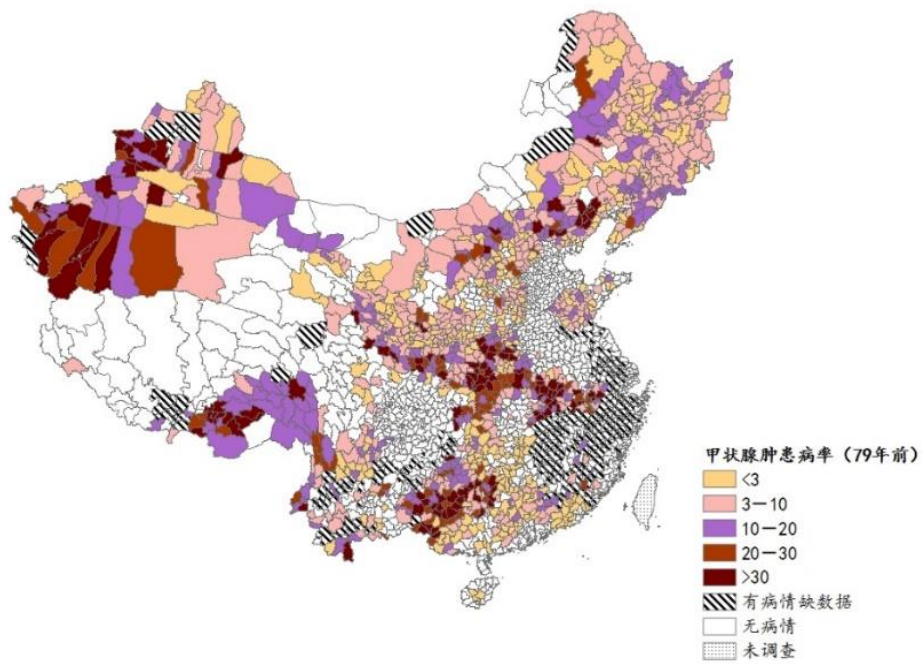 甲状腺肿患病率（79年前）
<3
3—10
10—20
20—30
>30
有病情缺数据
无病情
未调查